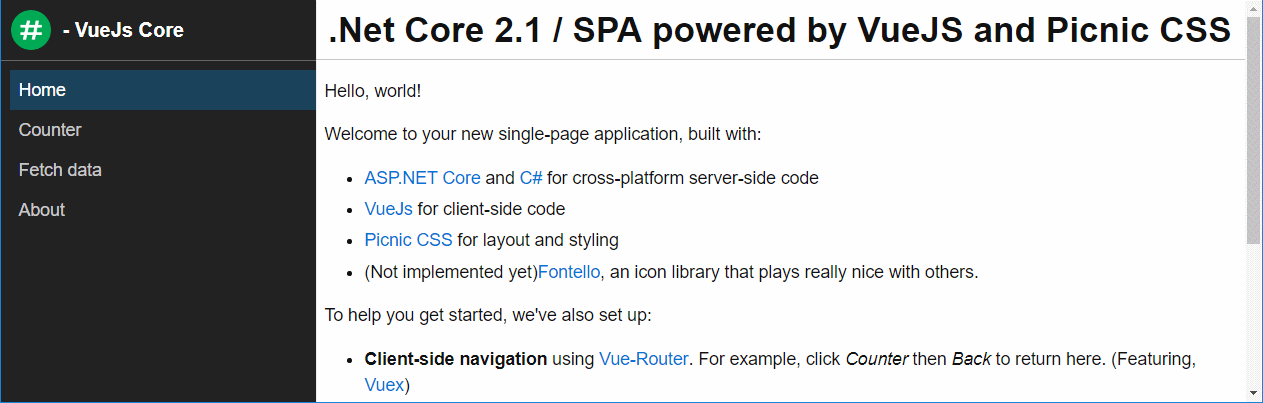 # - VueJs Core
Home
Counter
Fetch data
About
.Net Core 2.1 / SPA powered by VueJS and Picnic CSS
Hello, world!
Welcome to your new single-page application, built with:
• ASP.NET Core and C# for cross-platform server-side code
• VueJs for client-side code
• Picnic CSS for layout and styling
• (Not implemented yet)Fontello, an icon library that plays really nice with others.
To help you get started, we've also set up:
• Client-side navigation using Vue-Router. For example, click Counter then Back to return here. (Featuring,
Vuex)